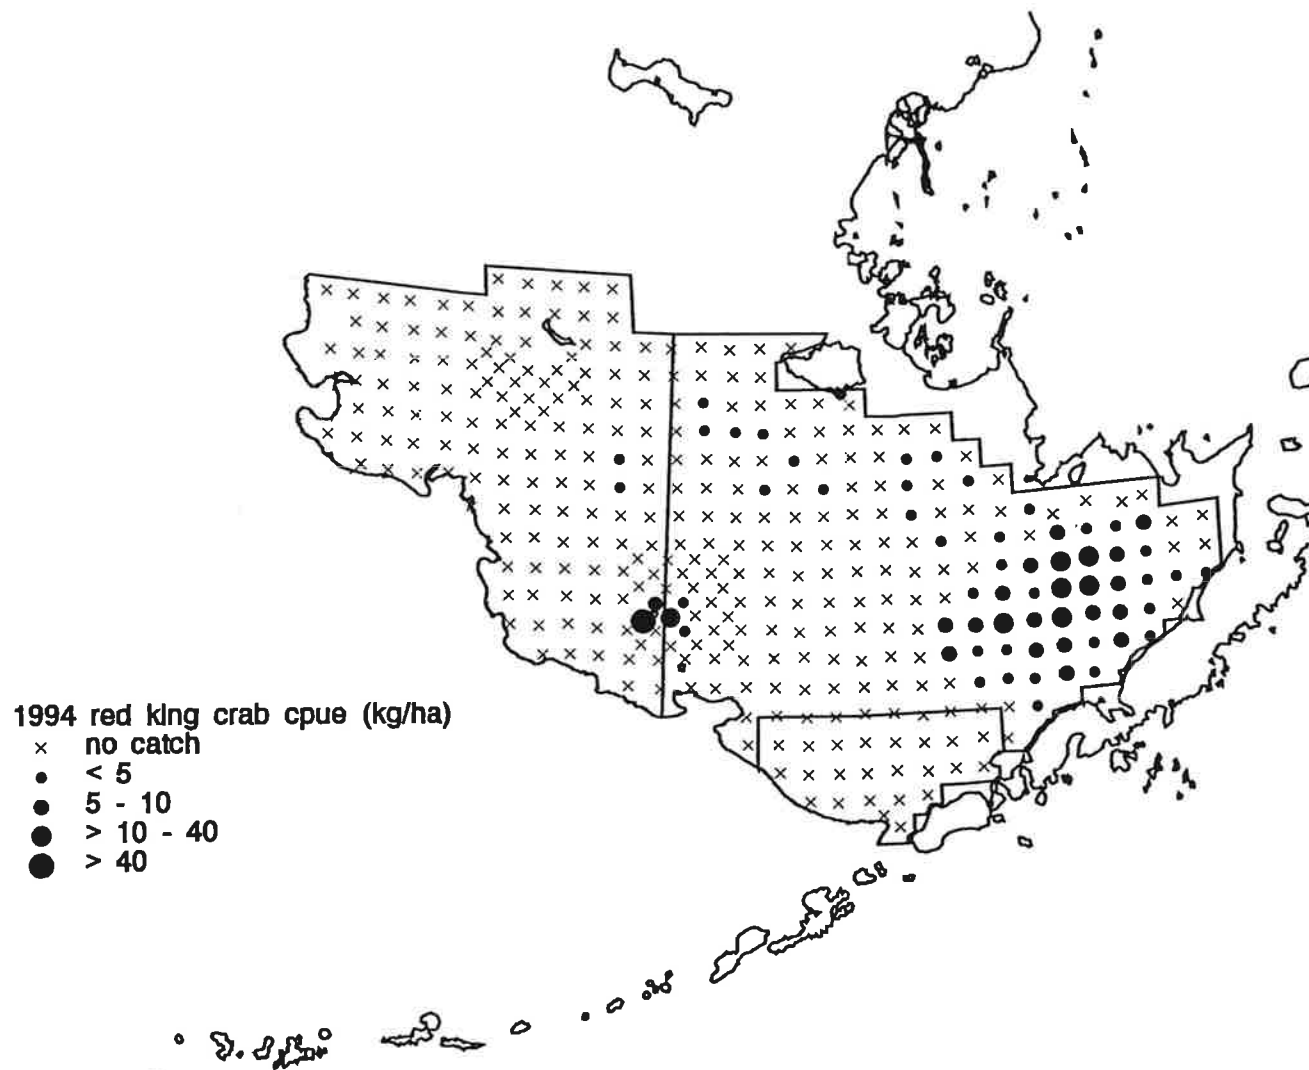 1994 red king crab cpue (kg/ha)
× no catch
< 5
5 - 10
> 10 - 40
> 40